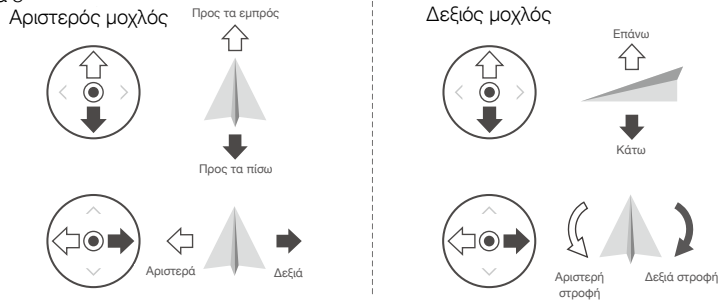 Αριστερός μοχλός
Προς τα εμπρός
Προς τα πίσω
Αριστερά
Δεξιά
Δεξιός μοχλός
Επάνω
Κάτω
Αριστερή
στροφή
Δεξιά στροφή